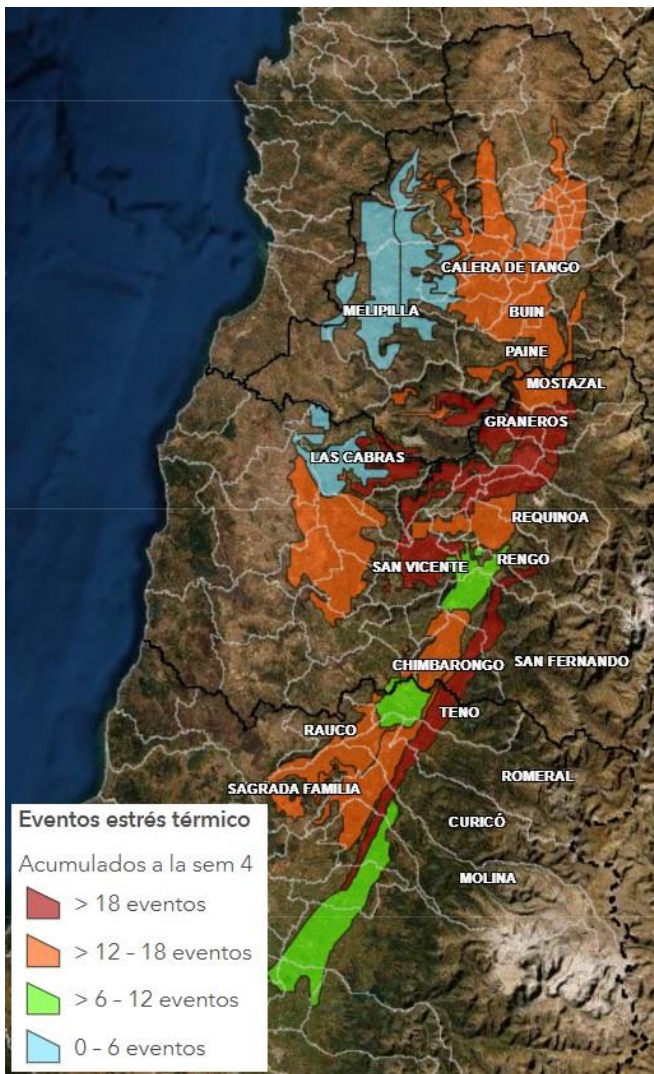 CALERA DE TANGO
MELIPILLA
BUIN
PAINE
MOSTAZAL
GRANEROS
LAS CABRAS
REQUINOA
RENGO
SAN VICENTE
CHIMBARONGO
SAN FERNANDO
TENO
RAUCO
ROMERAL
SAGRADA FAMILIA
CURICÓ
MOLINA
Eventos estrés térmico
Acumulados a la sem 4
> 18 eventos
> 12 - 18 eventos
> 6 - 12 eventos
0 - 6 eventos